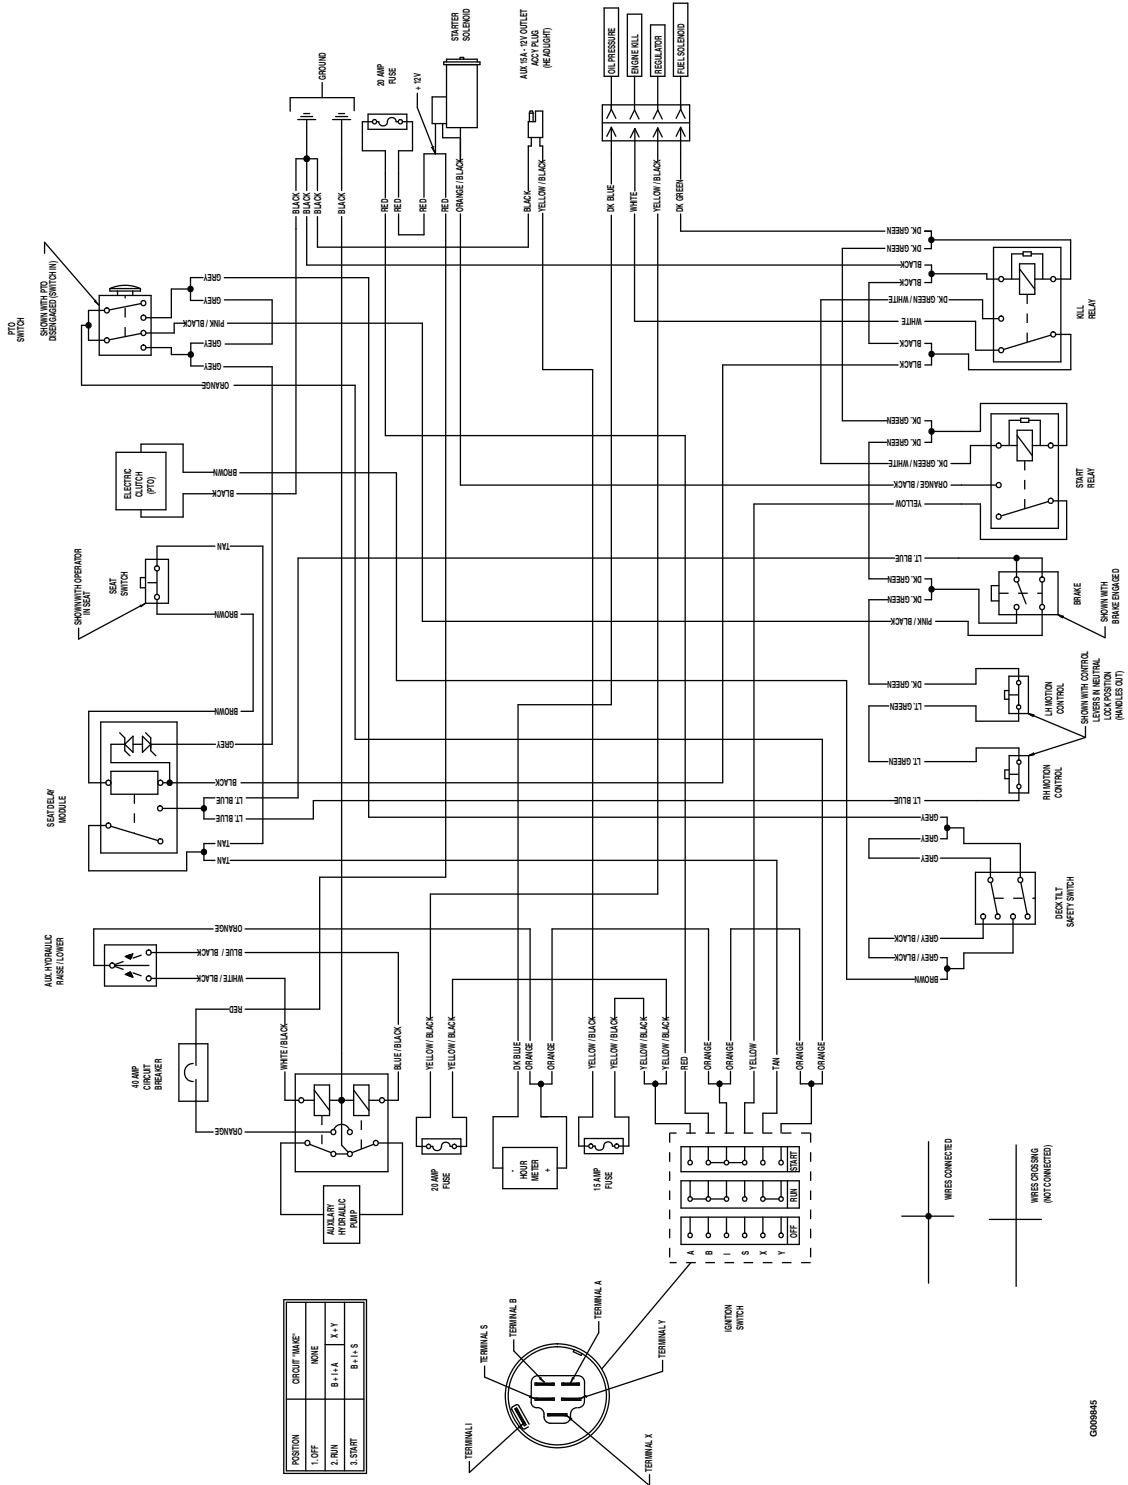 GROUND
20 AMP
FUSE
+ 12V
STARTER
SOLENOID
AUX 15A - 12V OUTLET
ACCY PLUG
(HEADLIGHT)
OIL PRESSURE
ENGINE KILL
REGULATOR
FUEL SOLENOID
BLACK
BLACK
BLACK
BLACK
RED
RED
RED
RED
ORANGE / BLACK
BLACK
YELLOW / BLACK
DK BLUE
WHITE
YELLOW / BLACK
DK GREEN
PTO
SWITCH
SHOWN WITH PTO
DISENGAGED (SWITCH IN)
GREY
GREY
PINK / BLACK
GREY
GREY
ORANGE
DK. GREEN
DK. GREEN
BLACK
BLACK
DK. GREEN / WHITE
WHITE
BLACK
BLACK
KILL
RELAY
ELECTRIC
CLUTCH
(PTO)
BROWN
BLACK
DK. GREEN
DK. GREEN
DK. GREEN / WHITE
ORANGE / BLACK
YELLOW
START
RELAY
SHOWN WITH OPERATOR
IN SEAT
SEAT
SWITCH
TAN
BROWN
LT. BLUE
DK. GREEN
DK. GREEN
PINK / BLACK
BRAKE
SHOWN WITH
BRAKE ENGAGED
SEAT DELAY
MODULE
BROWN
GREY
BLACK
LT. BLUE
LT. BLUE
TAN
TAN
DK. GREEN
LT. GREEN
LT. GREEN
LT. BLUE
LH MOTION
CONTROL
RH MOTION
CONTROL
SHOWN WITH CONTROL
LEVERS IN NEUTRAL
LOCK POSITION
(HANDLES OUT)
GREY
GREY
GREY
GREY / BLACK
GREY / BLACK
BROWN
DECK TILT
SAFETY SWITCH
AUX. HYDRAULIC
RAISE / LOWER
ORANGE
BLUE / BLACK
WHITE / BLACK
RED
40 AMP
CIRCUIT
BREAKER
ORANGE
WHITE / BLACK
BLUE / BLACK
YELLOW / BLACK
YELLOW / BLACK
DK BLUE
ORANGE
ORANGE
YELLOW / BLACK
YELLOW / BLACK
YELLOW / BLACK
YELLOW / BLACK
RED
ORANGE
ORANGE
YELLOW
TAN
ORANGE
ORANGE
AUXILARY
HYDRAULIC
PUMP
20 AMP
FUSE
-
HOUR
METER
+
15 AMP
FUSE
START
RUN
OFF
A
B
I
S
X
Y
IGNITION
SWITCH
WIRES CONNECTED
WIRES CROSSING
(NOT CONNECTED)
POSITION CIRCUIT "MAKE"
1. OFF NONE
2. RUN B + I + A X + Y
3. START B + I + S
TERMINAL I
TERMINAL S
TERMINAL B
TERMINAL A
TERMINAL Y
TERMINAL X
G009845